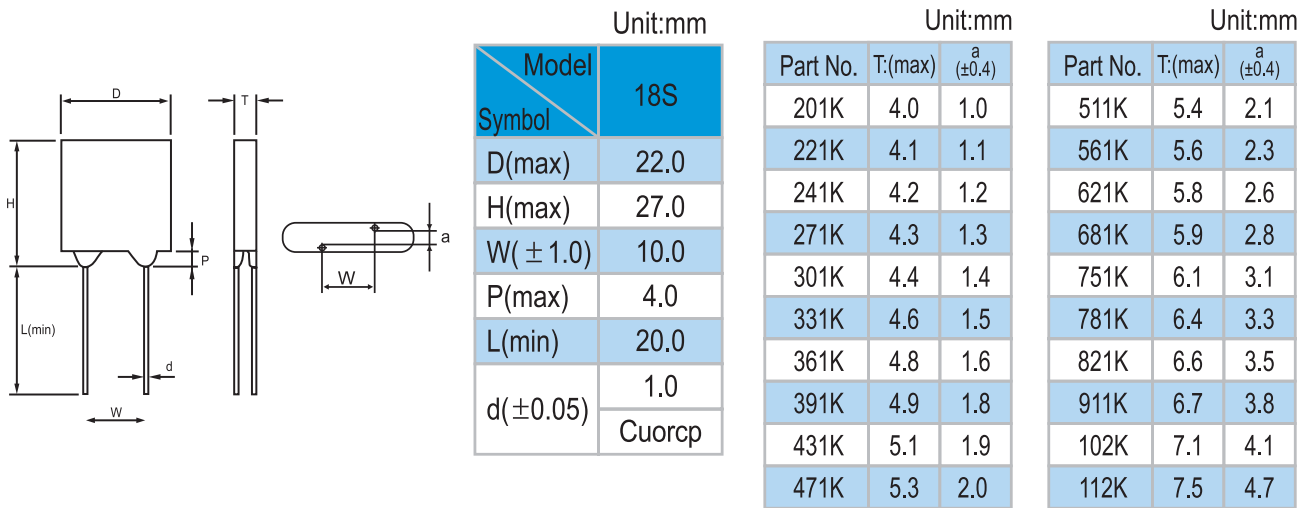 D
T
H
P
L(min)
d
W
a
W
Unit:mm
Model
Symbol
18S
D(max) 22.0
H(max) 27.0
W(±1.0) 10.0
P(max) 4.0
L(min) 20.0
d(±0.05) 1.0
Cuorcp
Unit:mm
Part No. T:(max) a (±0.4)
201K 4.0 1.0
221K 4.1 1.1
241K 4.2 1.2
271K 4.3 1.3
301K 4.4 1.4
331K 4.6 1.5
361K 4.8 1.6
391K 4.9 1.8
431K 5.1 1.9
471K 5.3 2.0
Unit:mm
Part No. T:(max) a (±0.4)
511K 5.4 2.1
561K 5.6 2.3
621K 5.8 2.6
681K 5.9 2.8
751K 6.1 3.1
781K 6.4 3.3
821K 6.6 3.5
911K 6.7 3.8
102K 7.1 4.1
112K 7.5 4.7